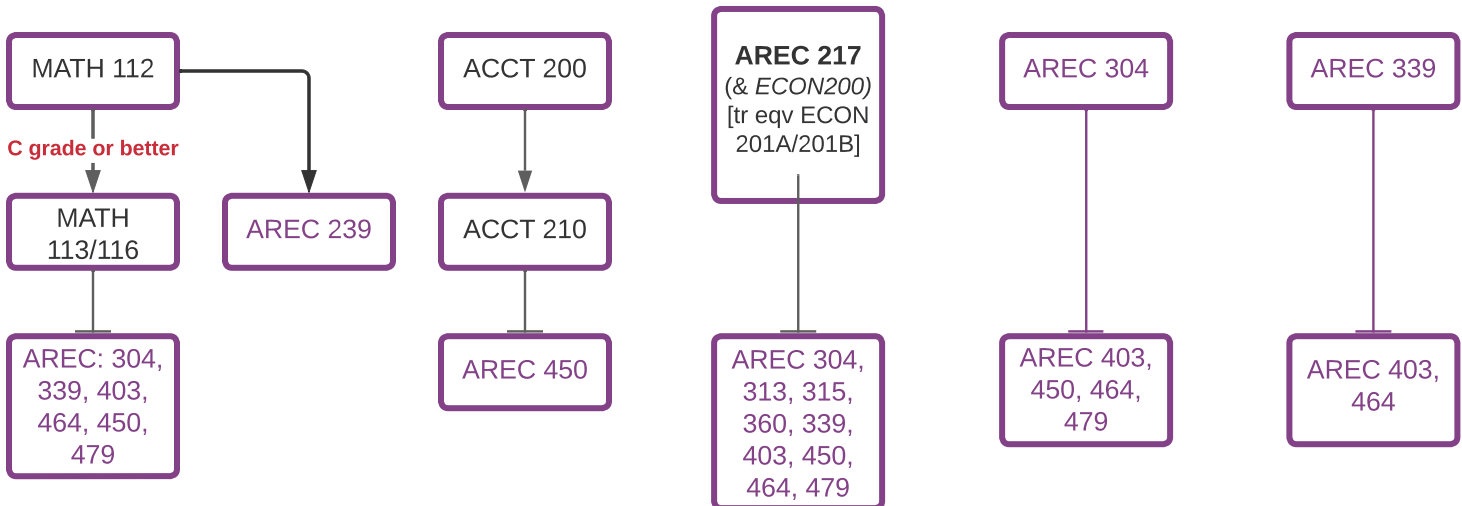 MATH 112
C grade or better
MATH
113/116
AREC: 304,
339, 403,
464, 450,
479
AREC 239
ACCT 200
ACCT 210
AREC 450
AREC 217
(& ECON200)
[tr eqv ECON
201A/201B]
AREC 304,
313, 315,
360, 339,
403, 450,
464, 479
AREC 304
AREC 403,
450, 464,
479
AREC 339
AREC 403,
464